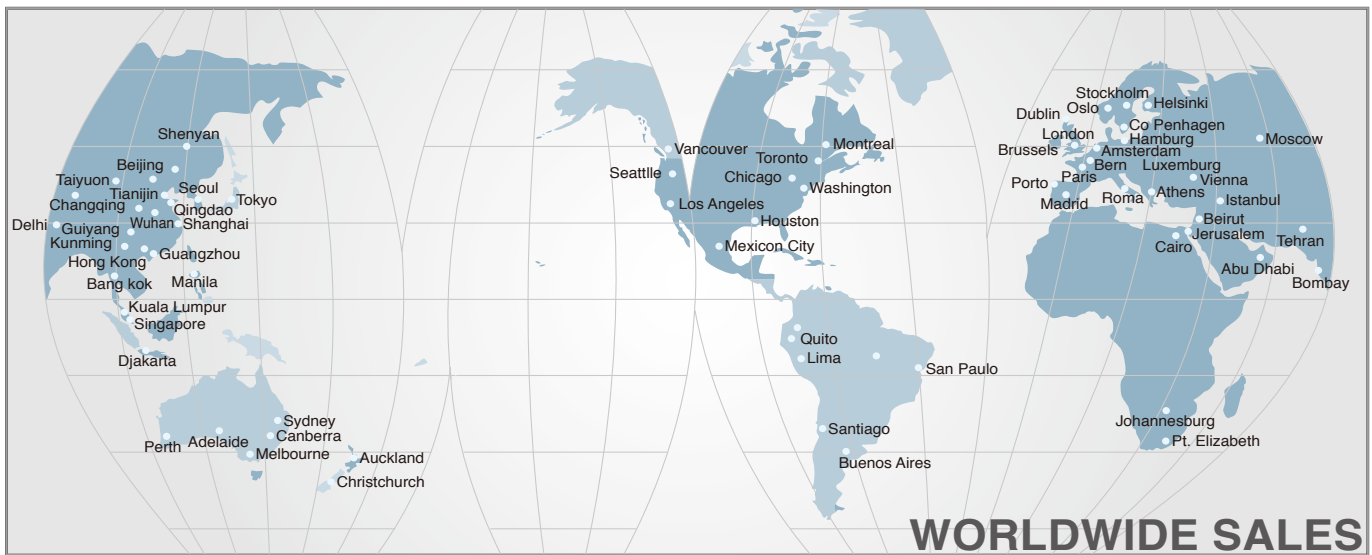 Shenyan
Beijing
Taiyuon
Tianijin
Seoul
Changqing
Qingdao
Tokyo
Delhi
Guiyang
Wuhan
Shanghai
Kunming
Hong Kong
Guangzhou
Bang kok
Manila
Kuala Lumpur
Singapore
Djakarta
Sydney
Perth
Adelaide
Canberra
Melbourne
Auckland
Christchurch
Vancouver
Montreal
Toronto
Seattlle
Chicago
Washington
Los Angeles
Houston
Mexicon City
Quito
Lima
San Paulo
Santiago
Buenos Aires
Stockholm
Dublin
Oslo
Helsinki
London
Co Penhagen
Hamburg
Moscow
Brussels
Amsterdam
Bern
Luxemburg
Paris
Vienna
Porto
Madrid
Roma
Athens
Istanbul
Beirut
Jerusalem
Cairo
Tehran
Abu Dhabi
Bombay
Johannesburg
Pt. Elizabeth
WORLDWIDE SALES